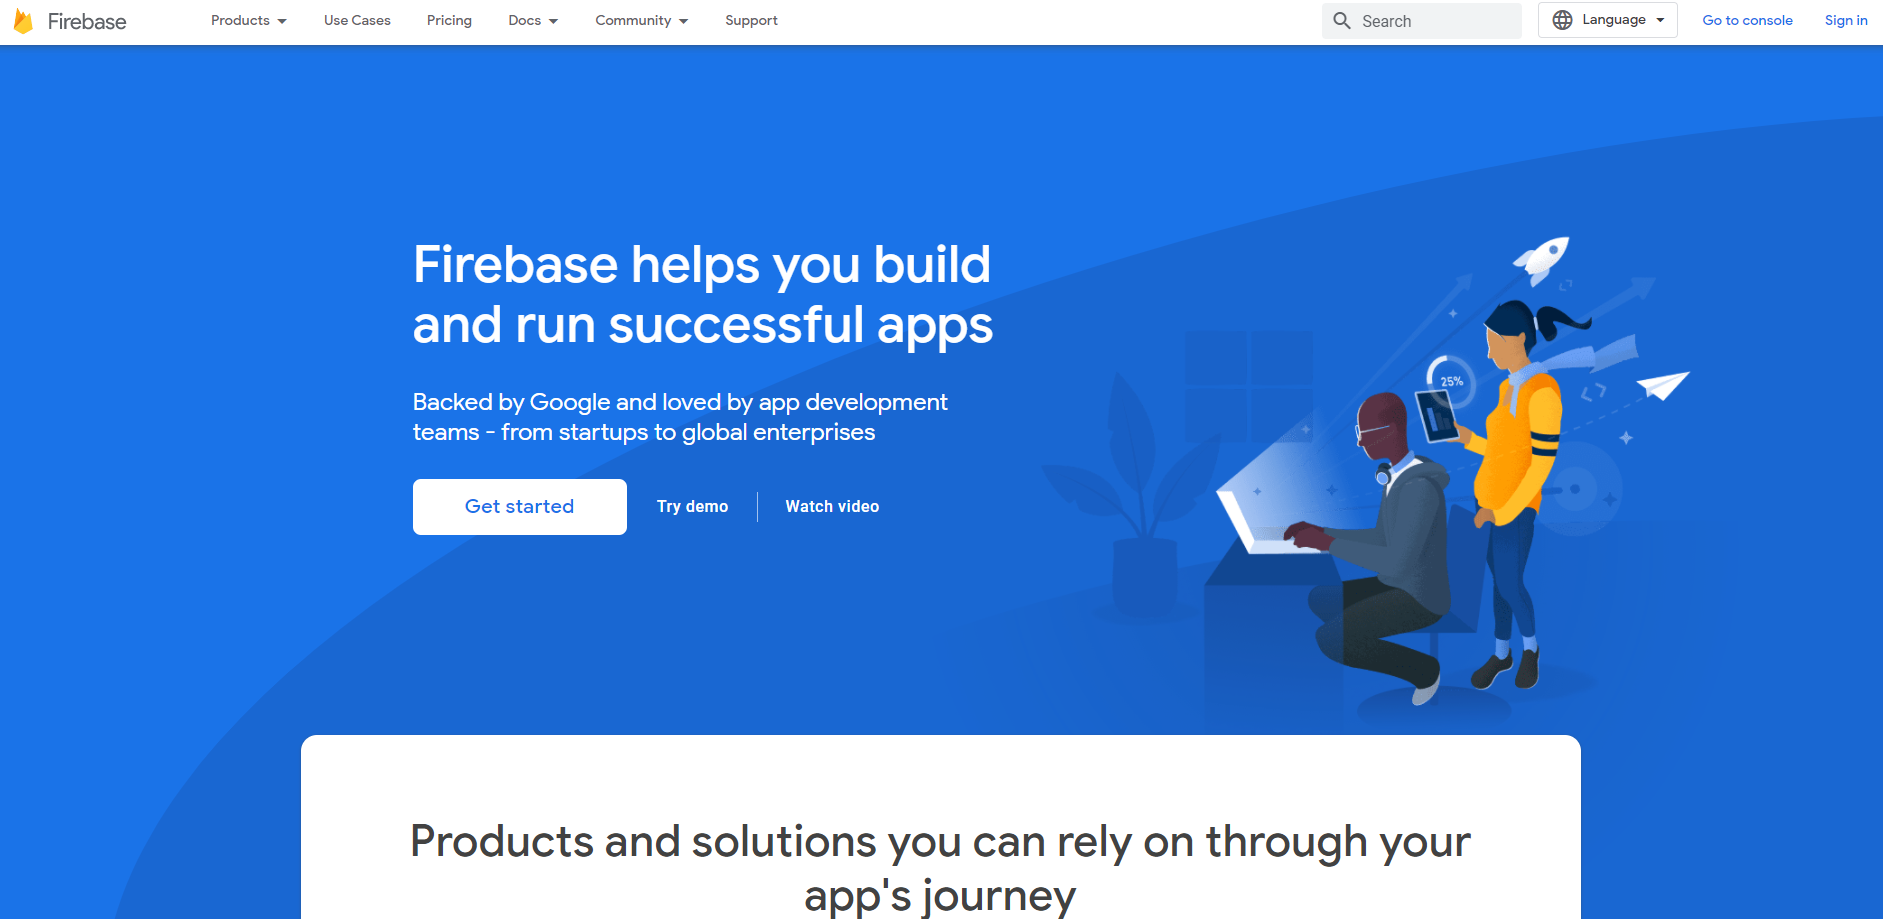 Firebase
Products
Use Cases
Pricing
Docs
Community
Support
Search
Language
Go to console
Sign in
Firebase helps you build
and run successful apps
Backed by Google and loved by app development
teams - from startups to global enterprises
Get started
Try demo
Watch video
25%
Products and solutions you can rely on through your
app's journey